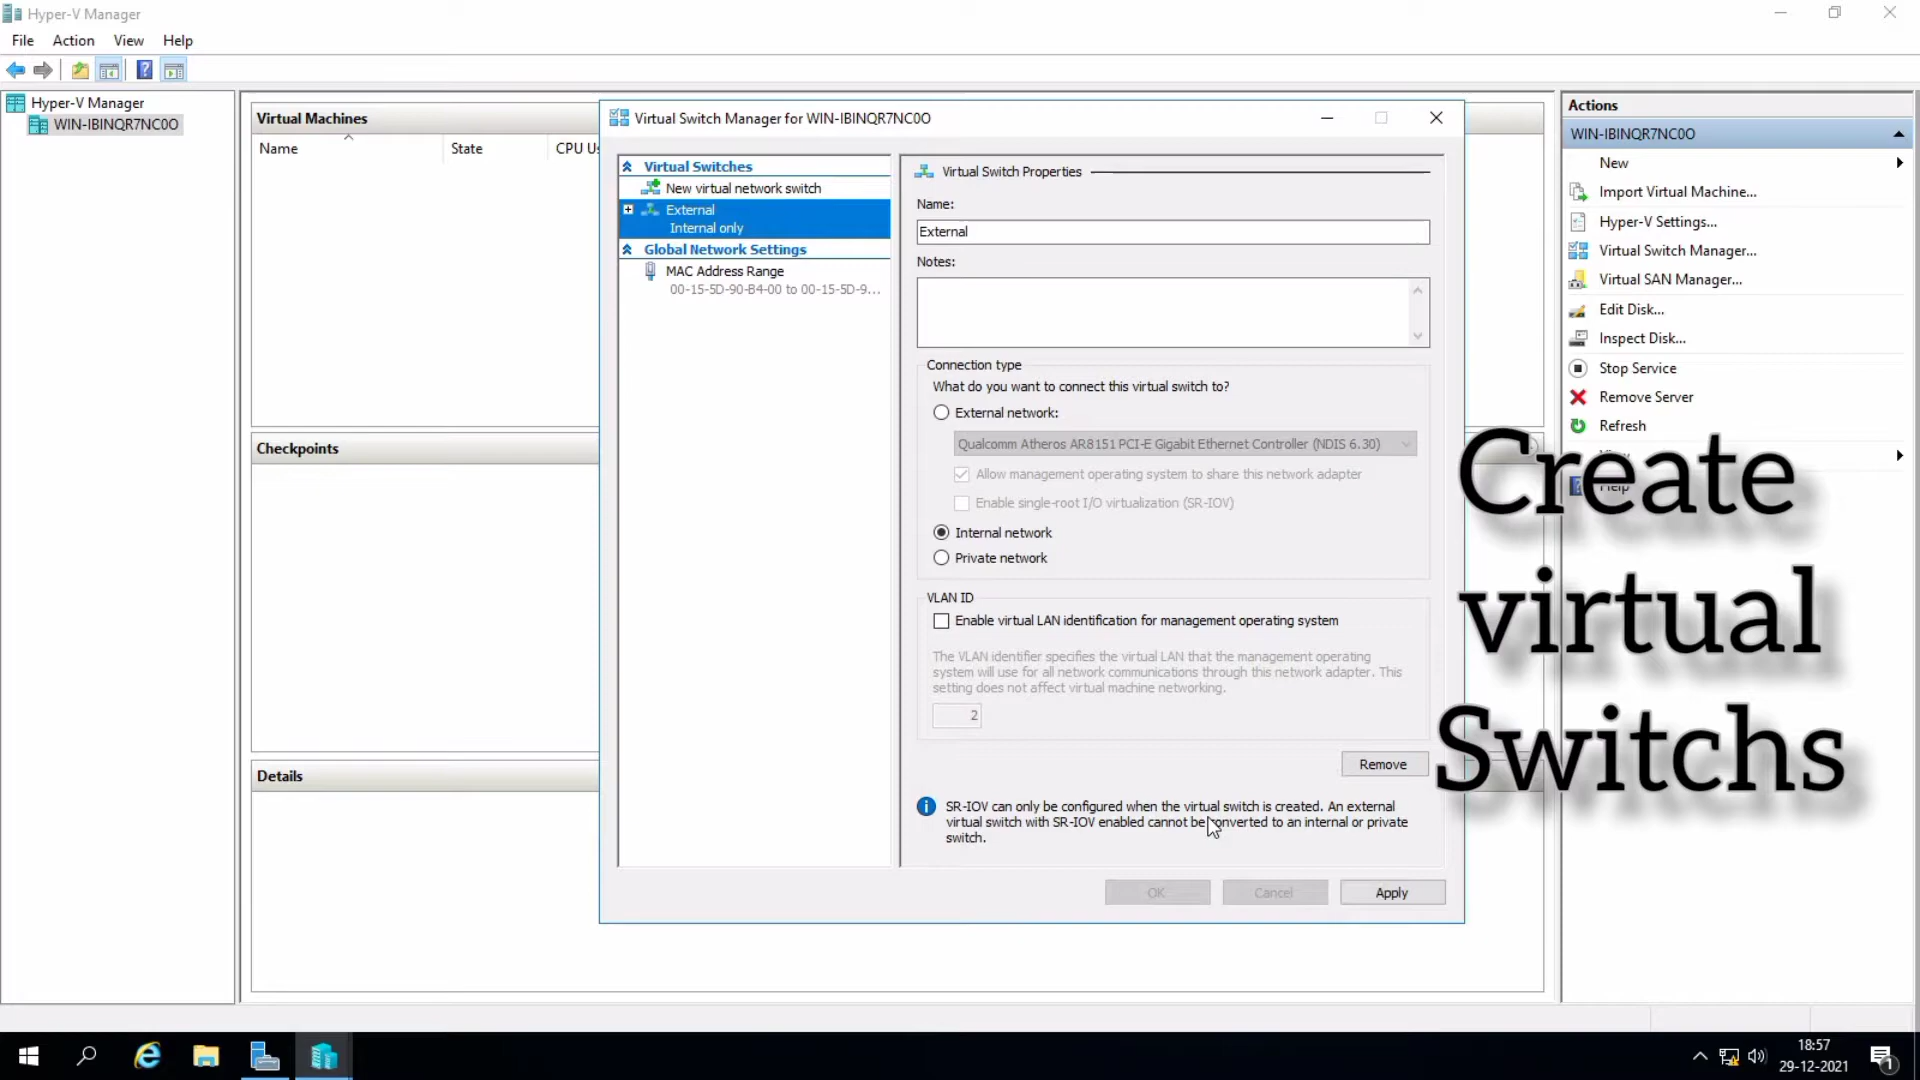 Hyper-V Manager
File Action View Help
Hyper-V Manager
WIN-IBINQR7NC0O
Virtual Machines
Name State
Checkpoints
Details
Virtual Switch Manager for WIN-IBINQR7NC0O
Virtual Switches
New virtual network switch
External
Internal only
Global Network Settings
MAC Address Range
00-15-5D-90-B4-00 to 00-15-5D-9...
Virtual Switch Properties
Name:
External
Notes:
Connection type
What do you want to connect this virtual switch to?
External network:
Qualcomm Atheros AR8151 PCI-E Gigabit Ethernet Controller (NDIS 6.30)
Allow management operating system to share this network adapter
Enable single-root I/O virtualization (SR-IOV)
Internal network
Private network
VLAN ID
Enable virtual LAN identification for management operating system
The VLAN identifier specifies the virtual LAN that the management operating
system will use for all network communications through this network adapter. This
setting does not affect virtual machine networking.
2
Remove
SR-IOV can only be configured when the virtual switch is created. An external
virtual switch with SR-IOV enabled cannot be converted to an internal or private
switch.
OK Cancel Apply
Actions
WIN-IBINQR7NC0O
New
Import Virtual Machine...
Hyper-V Settings...
Virtual Switch Manager...
Virtual SAN Manager...
Edit Disk...
Inspect Disk...
Stop Service
Remove Server
Refresh
Help
Create
virtual
Switchs
18:57
29-12-2021
1